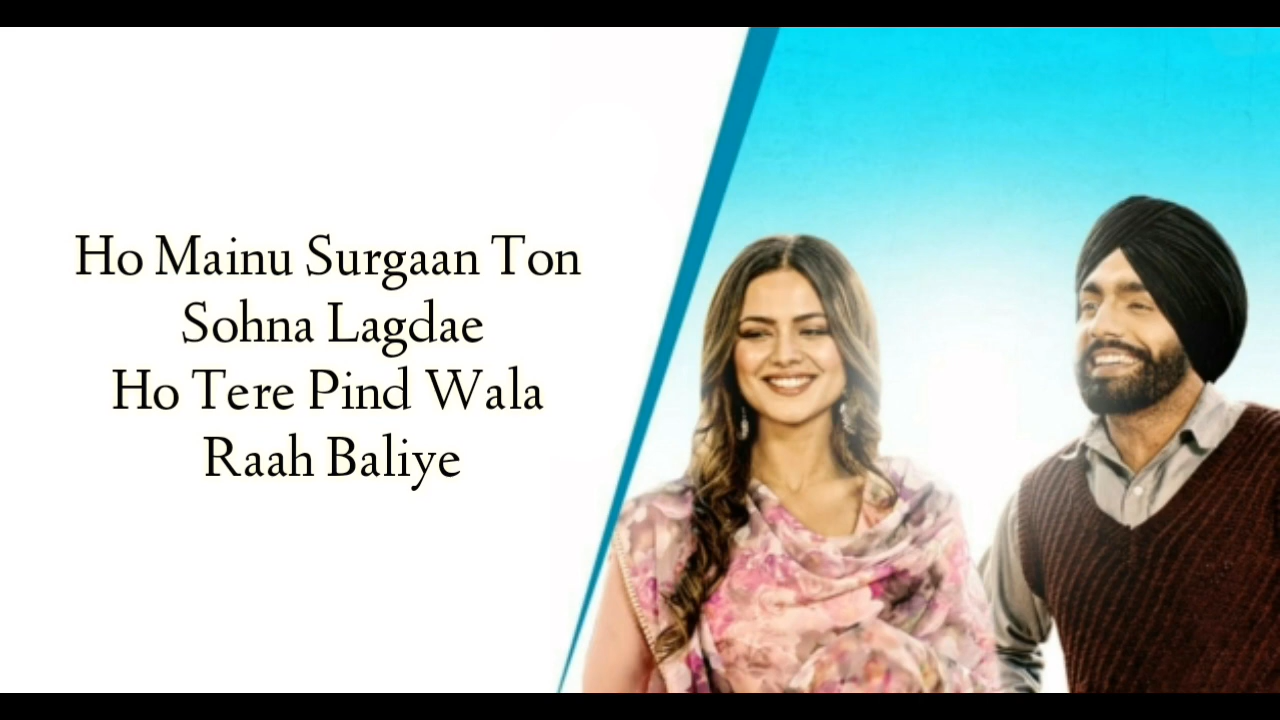 Ho Mainu Surgaan Ton
Sohna Lagdae
Ho Tere Pind Wala
Raah Baliye